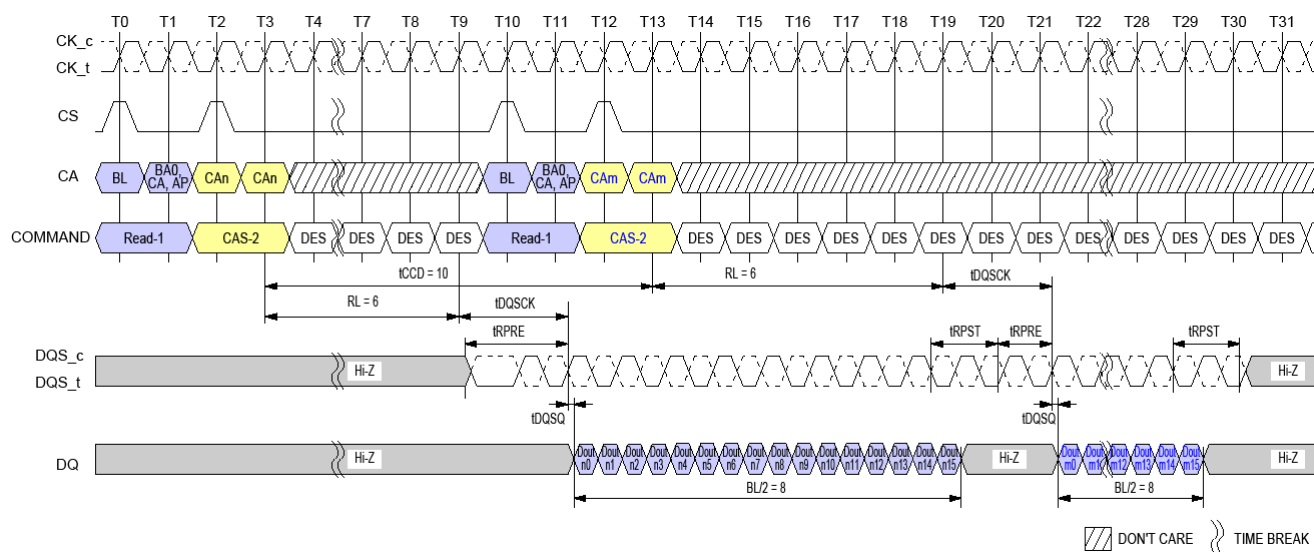 T0 T1 T2 T3 T4 T7 T8 T9 T10 T11 T12 T13 T14 T15 T16 T17 T18 T19 T20 T21 T22 T28 T29 T30 T31
CK_c
CK_t
CS
CA
BL
BA0,
CA, AP
CAn
CAn
BL
BA0,
CA, AP
CAm
CAm
COMMAND
Read-1
CAS-2
DES DES DES DES
Read-1
CAS-2
DES DES DES DES DES DES DES DES DES DES DES DES DES
tCCD = 10
RL = 6
tDQSCK
RL = 6
tDQSCK
tRPRE
tRPST
tRPRE
tRPST
DQS_c
DQS_t
Hi-Z
Hi-Z
tDQSQ
tDQSQ
DQ
Hi-Z
Dout
n0
Dout
n1
Dout
n2
Dout
n3
Dout
n4
Dout
n5
Dout
n6
Dout
n7
Dout
n8
Dout
n9
Dout
n10
Dout
n11
Dout
n12
Dout
n13
Dout
n14
Dout
n15
Hi-Z
Dout
m0
Dout
m1
Dout
m12
Dout
m13
Dout
m14
Dout
m15
Hi-Z
BL/2 = 8
BL/2 = 8
DON'T CARE
TIME BREAK